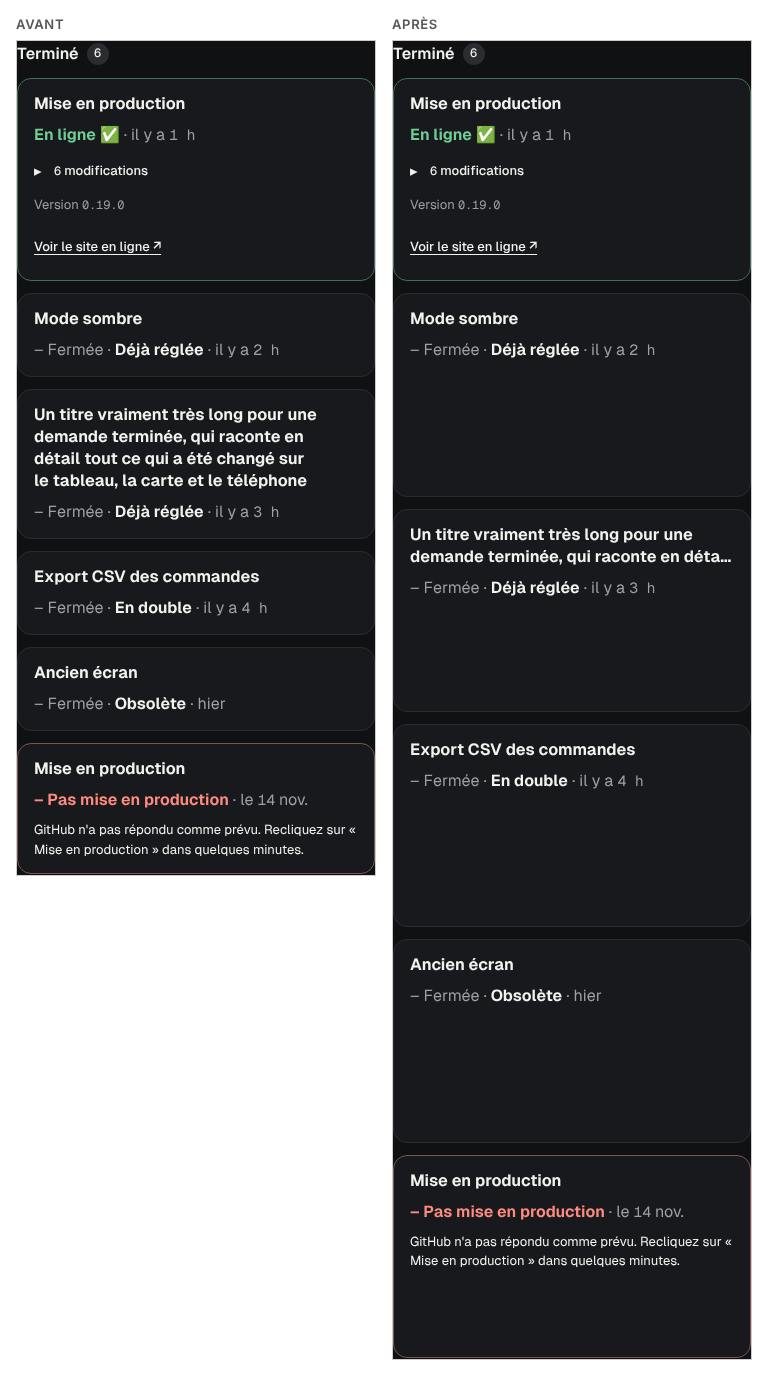 AVANT
Terminé 6
Mise en production
En ligne ✅ · il y a 1 h
▸ 6 modifications
Version 0.19.0
Voir le site en ligne ↗
Mode sombre
– Fermée · Déjà réglée · il y a 2 h
Un titre vraiment très long pour une
demande terminée, qui raconte en
détail tout ce qui a été changé sur
le tableau, la carte et le téléphone
– Fermée · Déjà réglée · il y a 3 h
Export CSV des commandes
– Fermée · En double · il y a 4 h
Ancien écran
– Fermée · Obsolète · hier
Mise en production
– Pas mise en production · le 14 nov.
GitHub n'a pas répondu comme prévu. Recliquez sur «
Mise en production » dans quelques minutes.
APRÈS
Terminé 6
Mise en production
En ligne ✅ · il y a 1 h
▸ 6 modifications
Version 0.19.0
Voir le site en ligne ↗
Mode sombre
– Fermée · Déjà réglée · il y a 2 h
Un titre vraiment très long pour une
demande terminée, qui raconte en déta…
– Fermée · Déjà réglée · il y a 3 h
Export CSV des commandes
– Fermée · En double · il y a 4 h
Ancien écran
– Fermée · Obsolète · hier
Mise en production
– Pas mise en production · le 14 nov.
GitHub n'a pas répondu comme prévu. Recliquez sur «
Mise en production » dans quelques minutes.